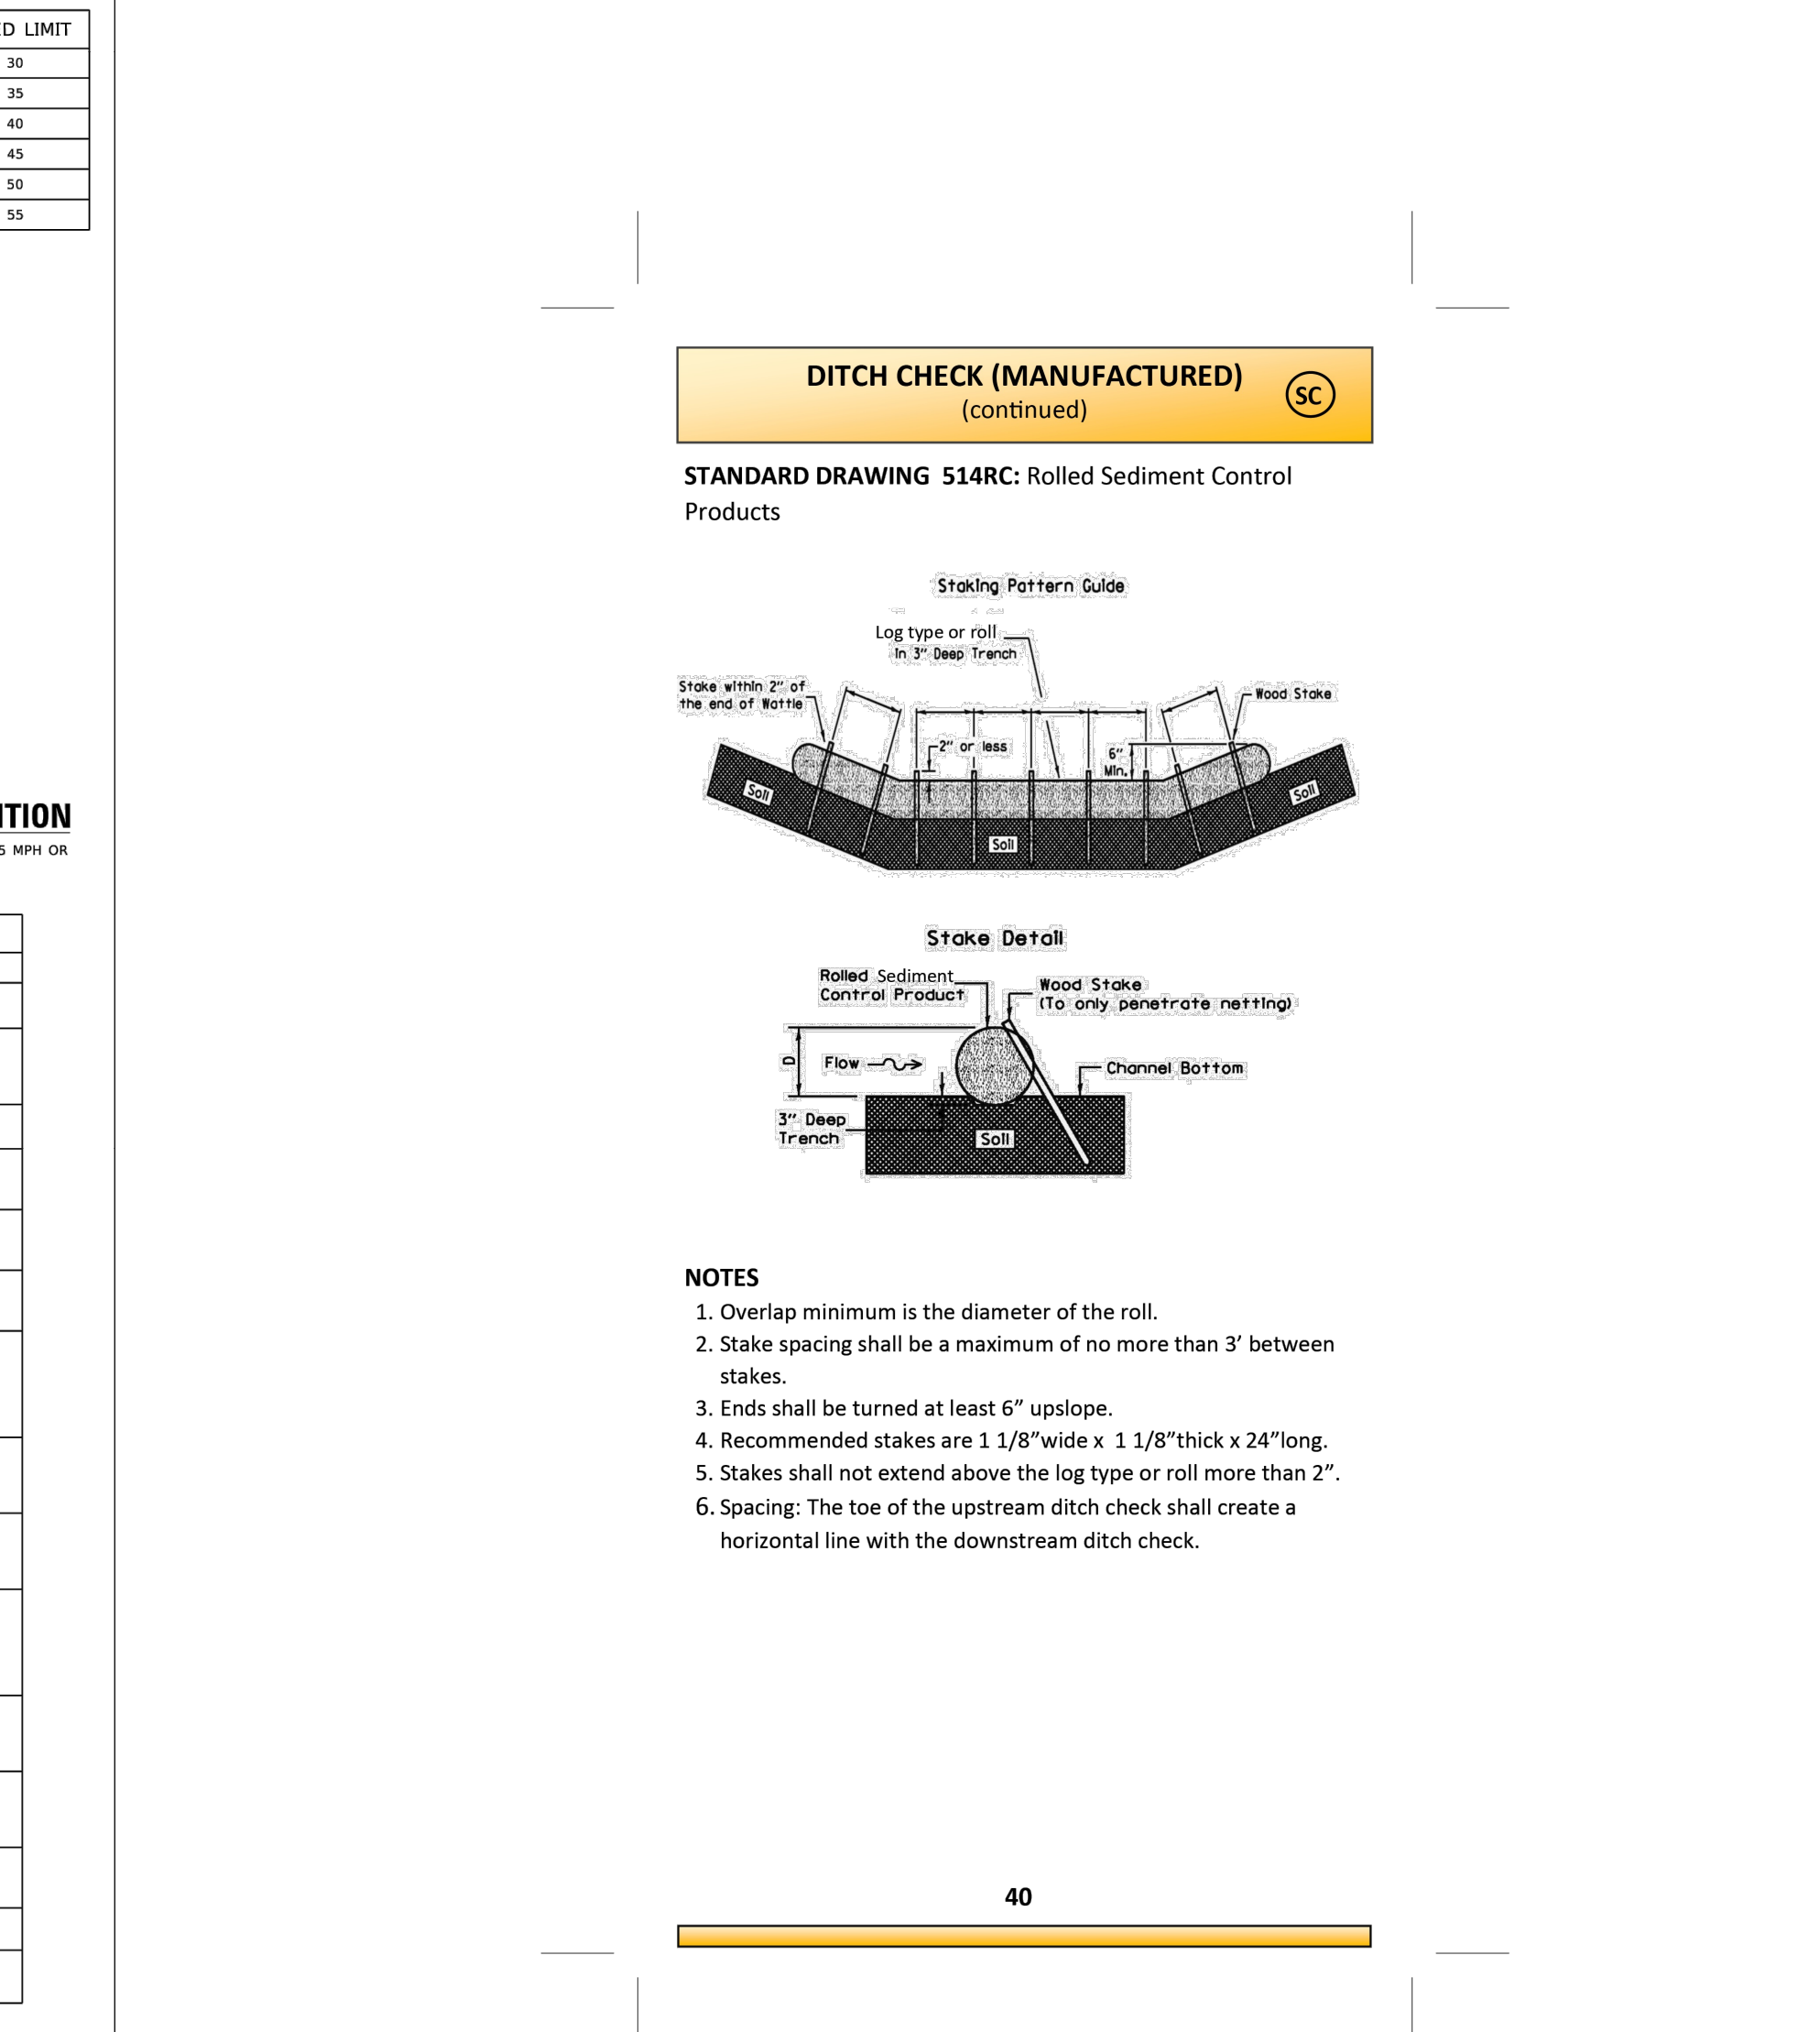 ED LIMIT
30
35
40
45
50
55
ITION
5 MPH OR
DITCH CHECK (MANUFACTURED)
(continued)
SC
STANDARD DRAWING 514RC: Rolled Sediment Control
Products
Staking Pattern Guide
Log type or roll
In 3″ Deep Trench
Stake within 2″ of
the end of Wattle
Wood Stake
2″ or less
6″
Min.
Soil
Soil
Soil
Stake Detail
Rolled Sediment
Control Product
Wood Stake
(To only penetrate netting)
D
Flow
Channel Bottom
3″ Deep
Trench
Soil
NOTES
1. Overlap minimum is the diameter of the roll.
2. Stake spacing shall be a maximum of no more than 3’ between
stakes.
3. Ends shall be turned at least 6” upslope.
4. Recommended stakes are 1 1/8”wide x 1 1/8”thick x 24”long.
5. Stakes shall not extend above the log type or roll more than 2”.
6. Spacing: The toe of the upstream ditch check shall create a
horizontal line with the downstream ditch check.
40